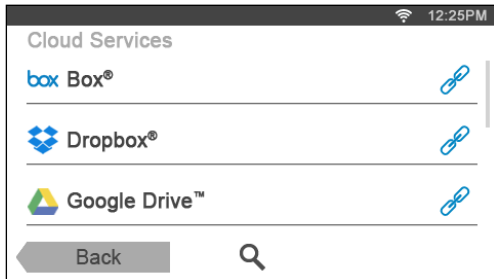 12:25PM
Cloud Services
box Box®
Dropbox®
Google Drive™
Back